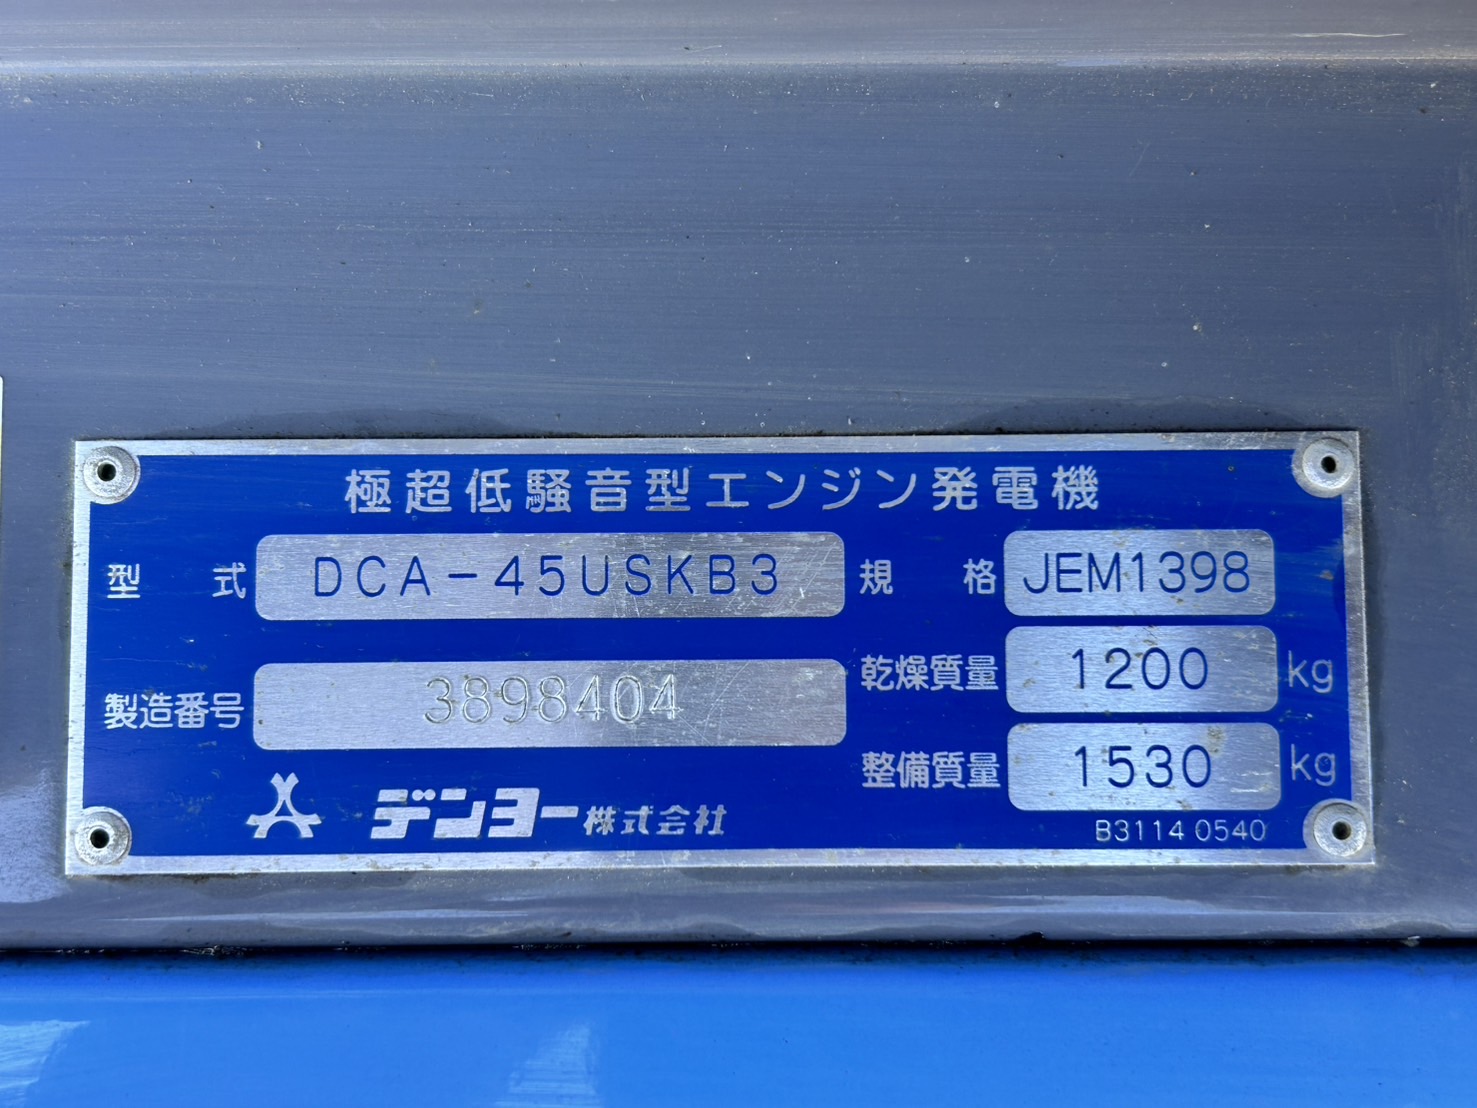 極超低騒音型エンジン発電機
型式 DCA-45USKB3 規格 JEM1398
製造番号 3898404 乾燥質量 1200 kg
整備質量 1530 kg
デンヨー株式会社 B31140540